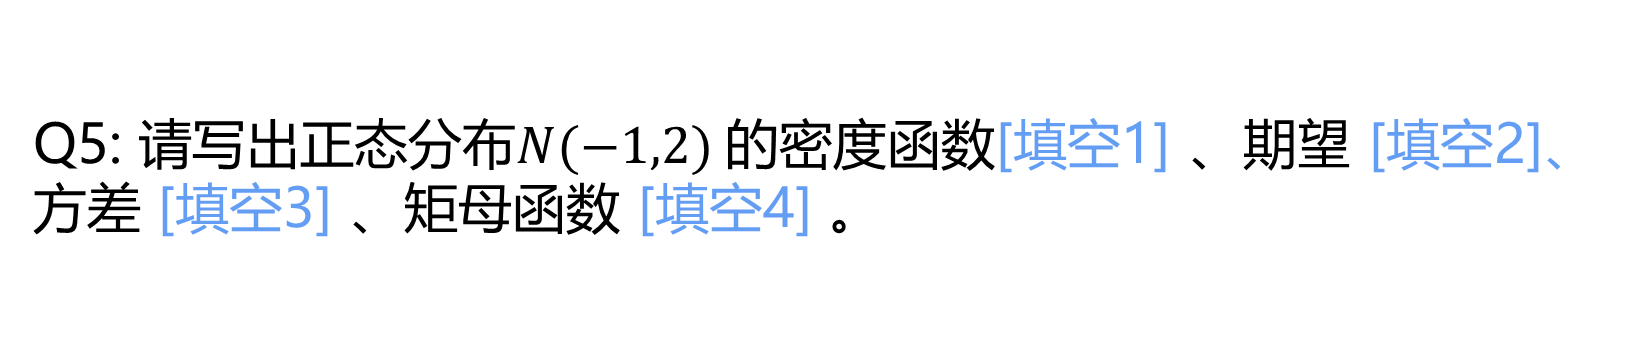 Q5: 请写出正态分布N(−1,2) 的密度函数[填空1] 、期望 [填空2]、
方差 [填空3] 、矩母函数 [填空4] 。